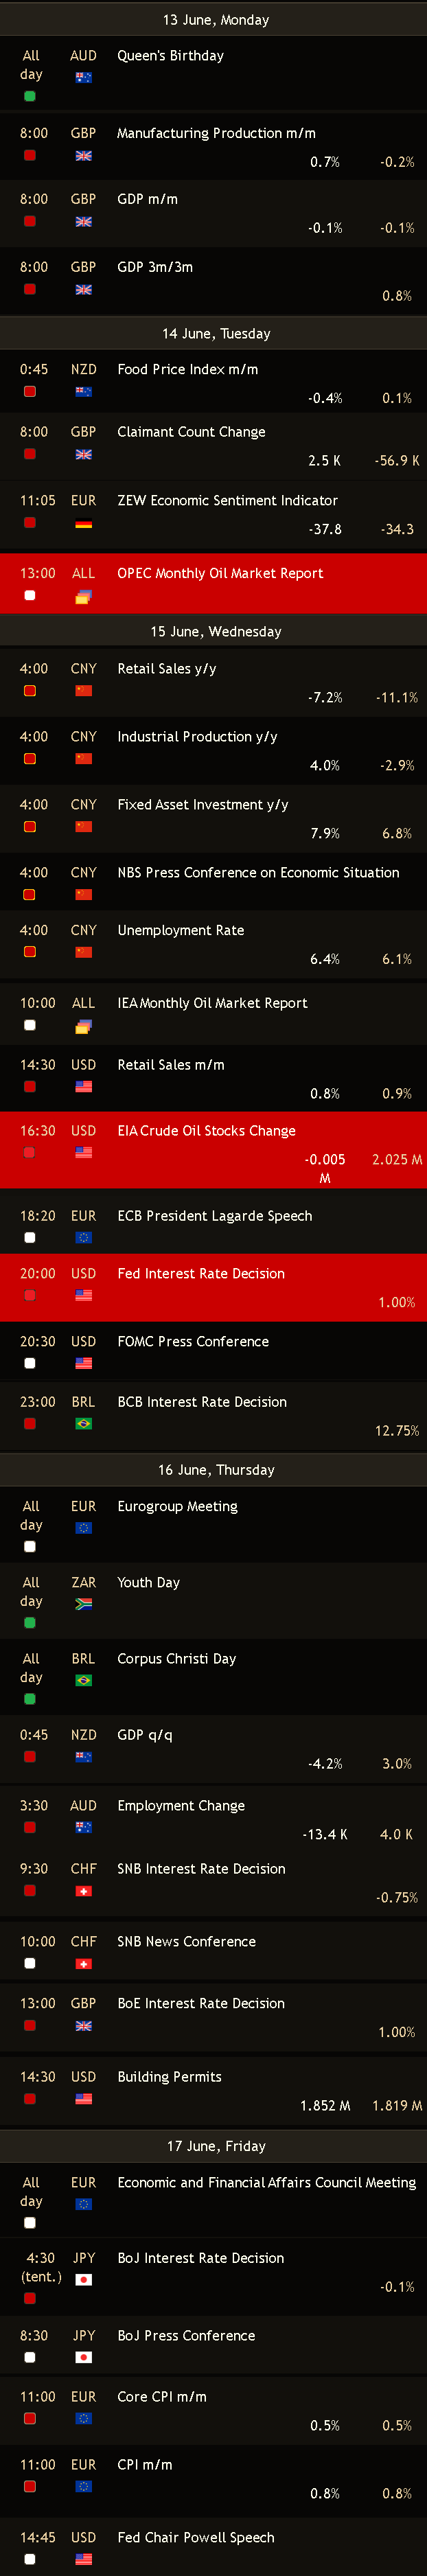 13 June, Monday
All day AUD Queen's Birthday
8:00 GBP Manufacturing Production m/m
0.7% -0.2%
8:00 GBP GDP m/m
-0.1% -0.1%
8:00 GBP GDP 3m/3m
0.8%
14 June, Tuesday
0:45 NZD Food Price Index m/m
-0.4% 0.1%
8:00 GBP Claimant Count Change
2.5 K -56.9 K
11:05 EUR ZEW Economic Sentiment Indicator
-37.8 -34.3
13:00 ALL OPEC Monthly Oil Market Report
15 June, Wednesday
4:00 CNY Retail Sales y/y
-7.2% -11.1%
4:00 CNY Industrial Production y/y
4.0% -2.9%
4:00 CNY Fixed Asset Investment y/y
7.9% 6.8%
4:00 CNY NBS Press Conference on Economic Situation
4:00 CNY Unemployment Rate
6.4% 6.1%
10:00 ALL IEA Monthly Oil Market Report
14:30 USD Retail Sales m/m
0.8% 0.9%
16:30 USD EIA Crude Oil Stocks Change
-0.005 M 2.025 M
18:20 EUR ECB President Lagarde Speech
20:00 USD Fed Interest Rate Decision
1.00%
20:30 USD FOMC Press Conference
23:00 BRL BCB Interest Rate Decision
12.75%
16 June, Thursday
All day EUR Eurogroup Meeting
All day ZAR Youth Day
All day BRL Corpus Christi Day
0:45 NZD GDP q/q
-4.2% 3.0%
3:30 AUD Employment Change
-13.4 K 4.0 K
9:30 CHF SNB Interest Rate Decision
-0.75%
10:00 CHF SNB News Conference
13:00 GBP BoE Interest Rate Decision
1.00%
14:30 USD Building Permits
1.852 M 1.819 M
17 June, Friday
All day EUR Economic and Financial Affairs Council Meeting
4:30 (tent.) JPY BoJ Interest Rate Decision
-0.1%
8:30 JPY BoJ Press Conference
11:00 EUR Core CPI m/m
0.5% 0.5%
11:00 EUR CPI m/m
0.8% 0.8%
14:45 USD Fed Chair Powell Speech